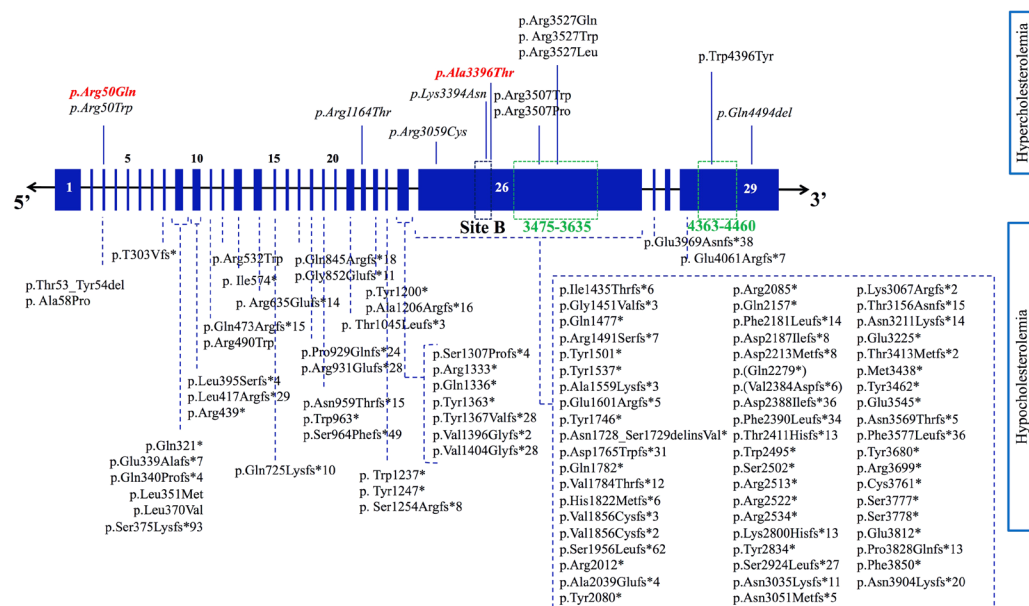 p.Arg3527Gln
p. Arg3527Trp
p.Arg3527Leu
p.Trp4396Tyr
p.Ala3396Thr
p.Arg50Gln
p.Arg50Trp
p.Lys3394Asn
p.Arg3507Trp
p.Arg3507Pro
p.Arg1164Thr
p.Gln4494del
p.Arg3059Cys
Hypercholesterolemia
5 10 15 20
1 26 29
5’ 3’
Site B 3475-3635 4363-4460
p.Glu3969Asnfs*38
p. Glu4061Argfs*7
Hypocholesterolemia
p.T303Vfs*
p.Thr53_Tyr54del
p. Ala58Pro
p.Arg532Trp
p. Ile574*
p. Arg635Glufs*14
p.Gln845Argfs*18
p.Gly852Glufs*11
p.Tyr1200*
p.Ala1206Argfs*16
p. Thr1045Leufs*3
p.Gln473Argfs*15
p.Arg490Trp
p.Pro929Glnfs*24
p.Arg931Glufs*28
p.Leu395Serfs*4
p.Leu417Argfs*29
p.Arg439*
p.Asn959Thrfs*15
p.Trp963*
p.Ser964Phefs*49
p.Ser1307Profs*4
p.Arg1333*
p.Gln1336*
p.Tyr1363*
p.Tyr1367Valfs*28
p.Val1396Glyfs*2
p.Val1404Glyfs*28
p.Gln321*
p.Glu339Alafs*7
p.Gln340Profs*4
p.Leu351Met
p.Leu370Val
p.Ser375Lysfs*93
p.Gln725Lysfs*10
p. Trp1237*
p. Tyr1247*
p. Ser1254Argfs*8
p.Ile1435Thrfs*6
p.Gly1451Valfs*3
p.Gln1477*
p.Arg1491Serfs*7
p.Tyr1501*
p.Tyr1537*
p.Ala1559Lysfs*3
p.Glu1601Argfs*5
p.Tyr1746*
p.Asn1728_Ser1729delinsVal*
p.Asp1765Trpfs*31
p.Gln1782*
p.Val1784Thrfs*12
p.His1822Metfs*6
p.Val1856Cysfs*3
p.Val1856Cysfs*2
p.Ser1956Leufs*62
p.Arg2012*
p.Ala2039Glufs*4
p.Tyr2080*
p.Arg2085*
p.Gln2157*
p.Phe2181Leufs*14
p.Asp2187Ilefs*8
p.Asp2213Metfs*8
p.(Gln2279*)
p.(Val2384Aspfs*6)
p.Asp2388Ilefs*36
p.Phe2390Leufs*34
p.Thr2411Hisfs*13
p.Trp2495*
p.Ser2502*
p.Arg2513*
p.Arg2522*
p.Arg2534*
p.Lys2800Hisfs*13
p.Tyr2834*
p.Ser2924Leufs*27
p.Asn3035Lysfs*11
p.Asn3051Metfs*5
p.Lys3067Argfs*2
p.Thr3156Asnfs*15
p.Asn3211Lysfs*14
p.Glu3225*
p.Thr3413Metfs*2
p.Met3438*
p.Tyr3462*
p.Glu3545*
p.Asn3569Thrfs*5
p.Phe3577Leufs*36
p.Tyr3680*
p.Arg3699*
p.Cys3761*
p.Ser3777*
p.Ser3778*
p.Glu3812*
p.Pro3828Glnfs*13
p.Phe3850*
p.Asn3904Lysfs*20